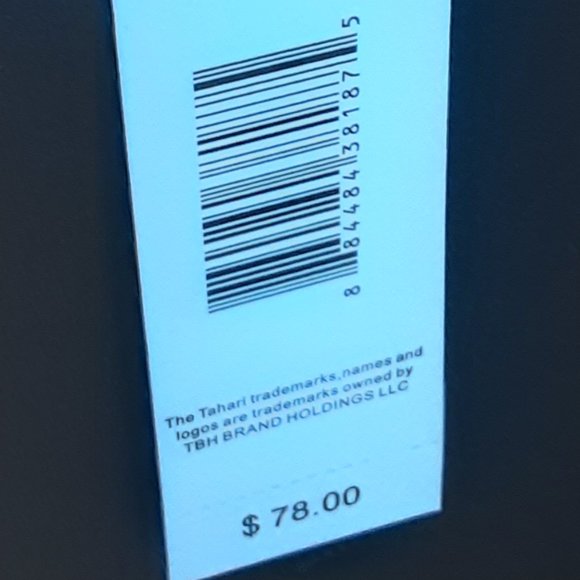 8 84484 38187 5
The Tahari trademarks,names and
logos are trademarks owned by
TBH BRAND HOLDINGS LLC
$ 78.00